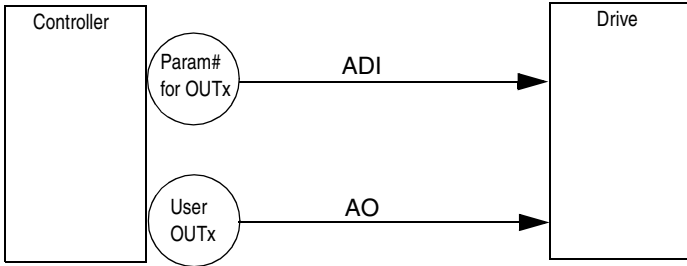 Controller
Drive
Param#
for OUTx
ADI
User
OUTx
AO